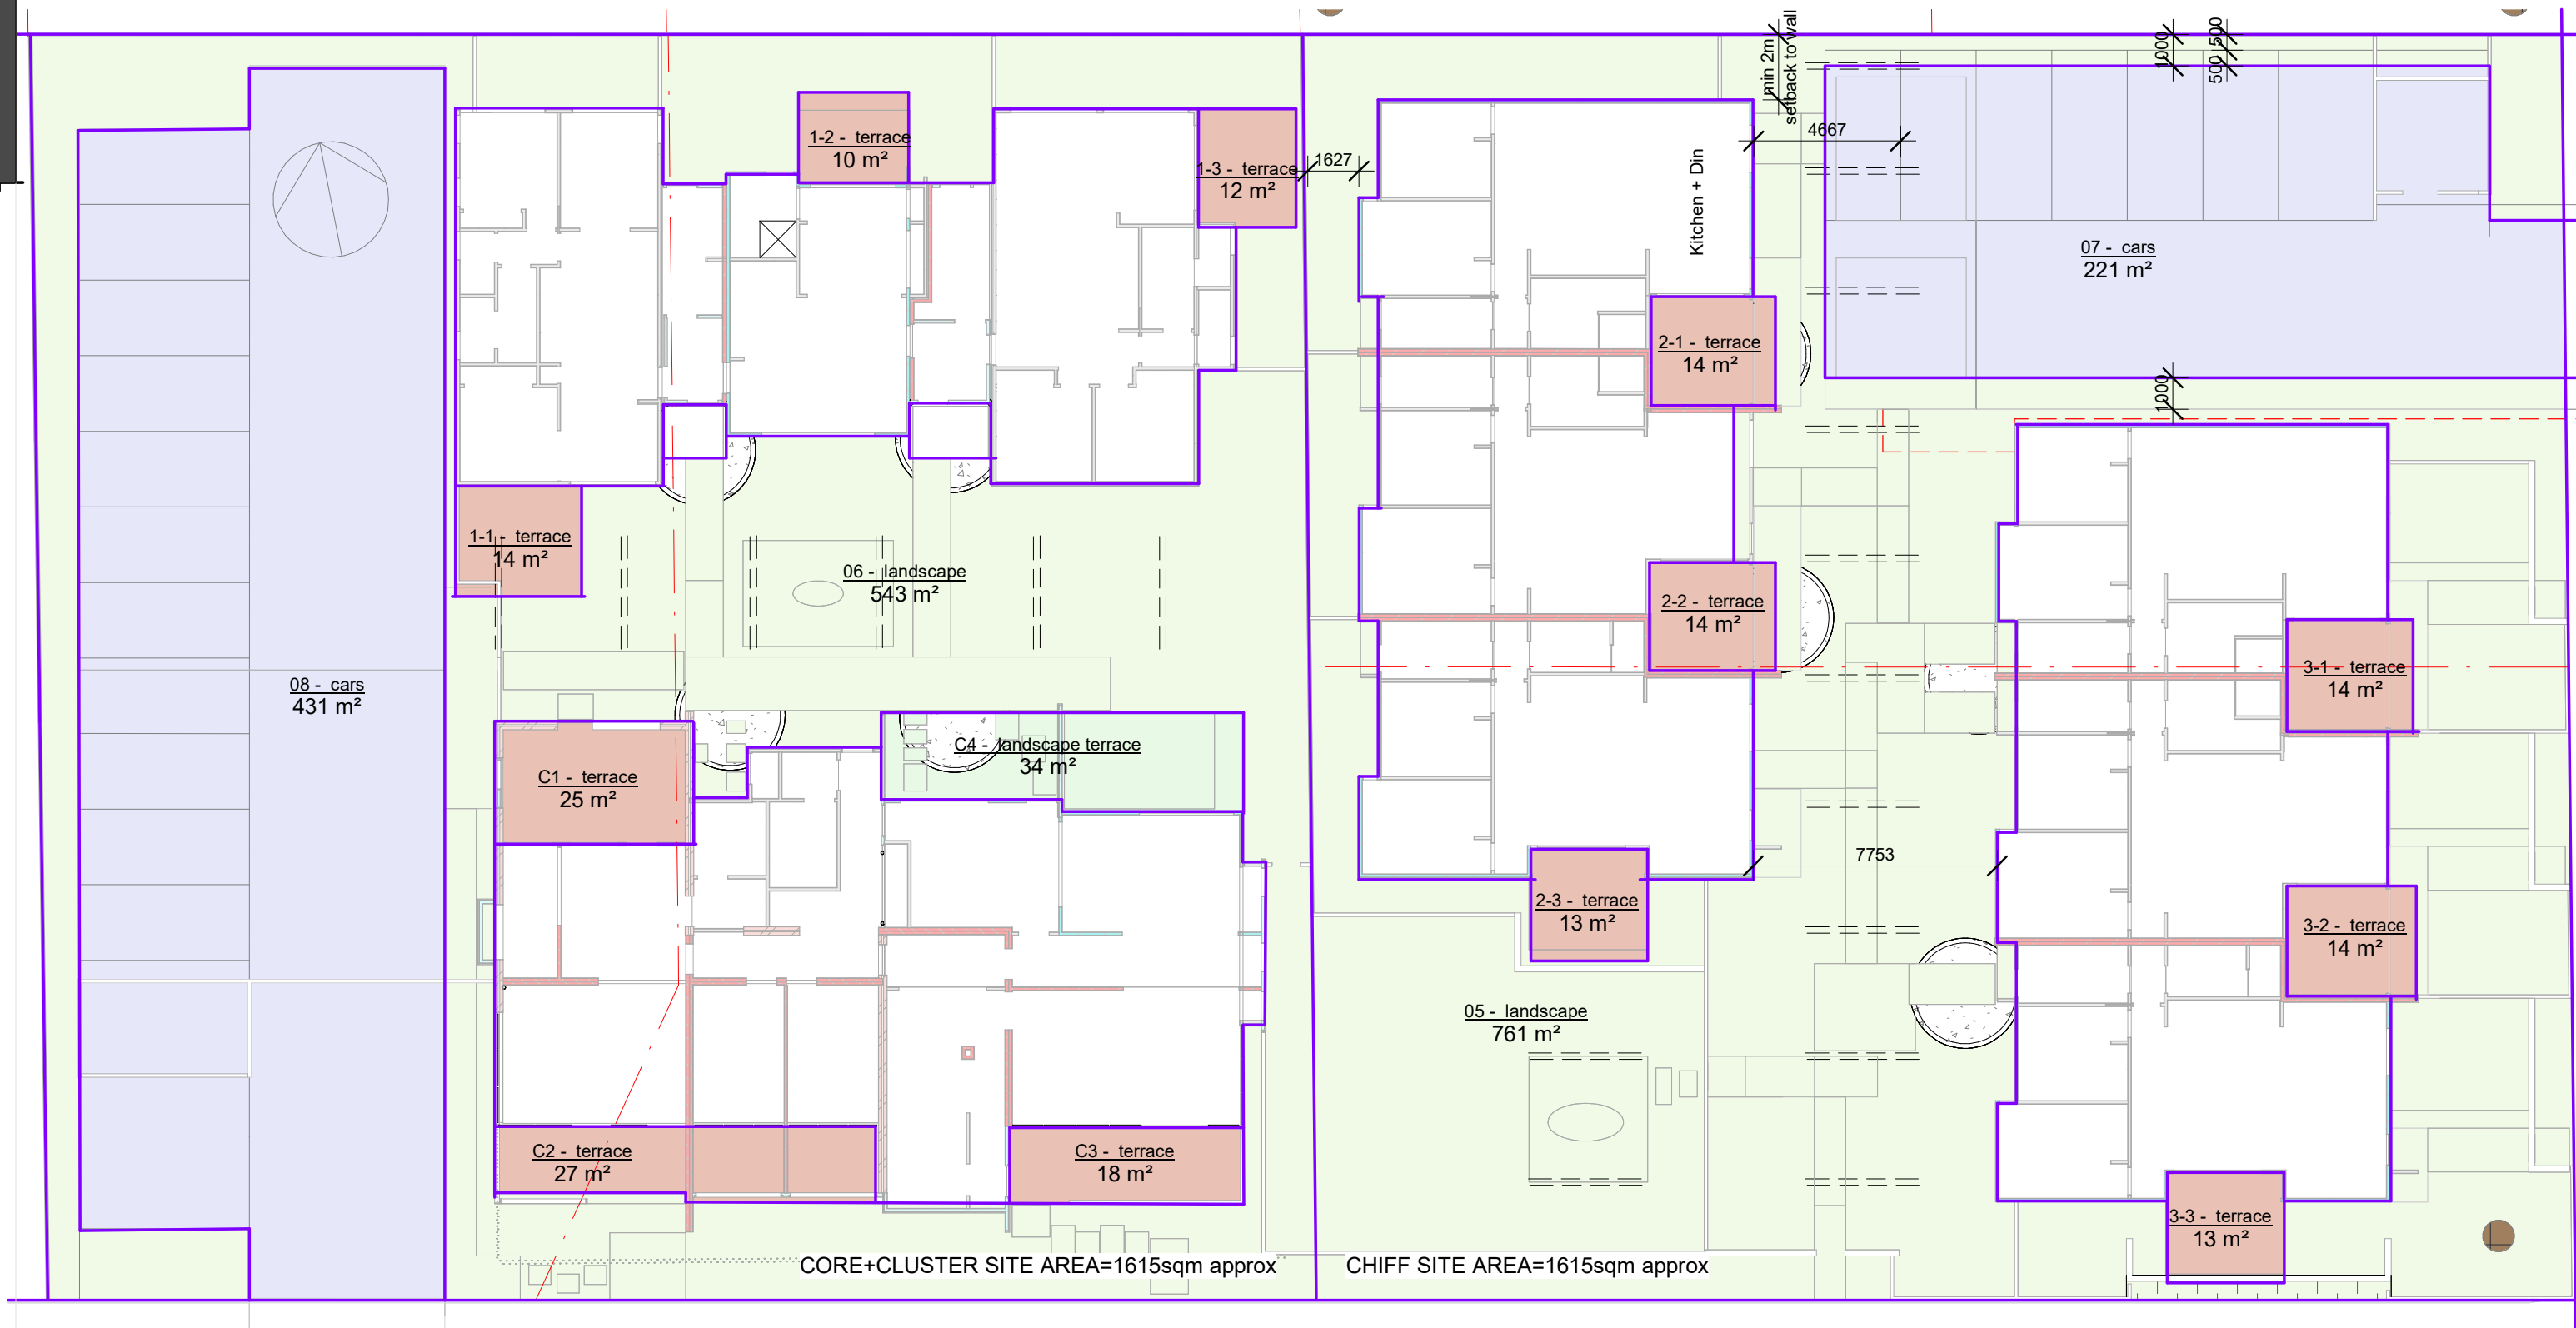 min 2m
setback to wall
1000
500
500
1-2 - terrace
10 m²
1-3 - terrace
12 m²
1627
4667
Kitchen + Din
07 - cars
221 m²
2-1 - terrace
14 m²
1000
1-1 - terrace
14 m²
06 - landscape
543 m²
2-2 - terrace
14 m²
3-1 - terrace
14 m²
08 - cars
431 m²
C4 - landscape terrace
34 m²
C1 - terrace
25 m²
7753
2-3 - terrace
13 m²
3-2 - terrace
14 m²
05 - landscape
761 m²
C2 - terrace
27 m²
C3 - terrace
18 m²
3-3 - terrace
13 m²
CORE+CLUSTER SITE AREA=1615sqm approx
CHIFF SITE AREA=1615sqm approx